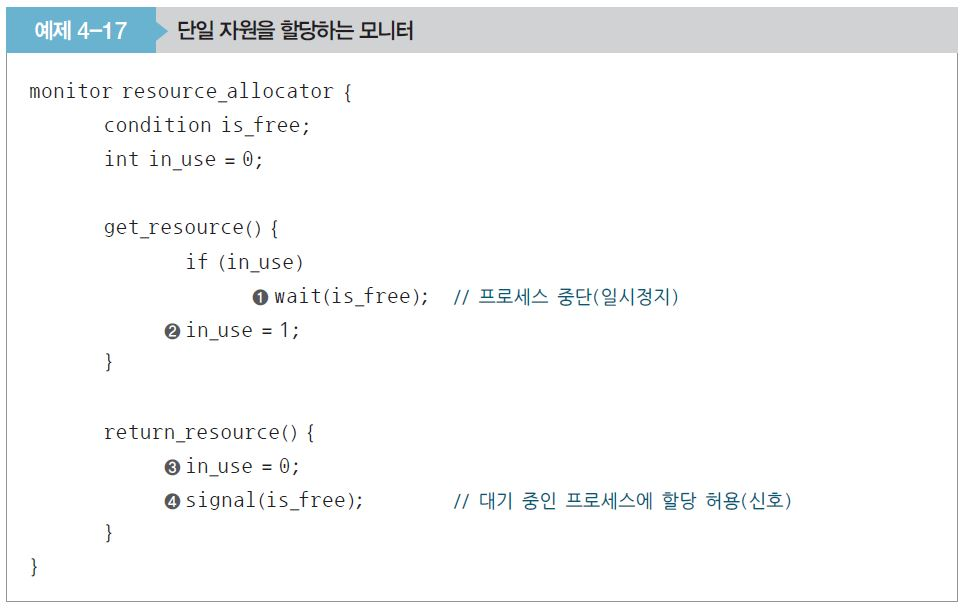 예제 4-17 단일 자원을 할당하는 모니터
monitor resource_allocator {
condition is_free;
int in_use = 0;
get_resource() {
if (in_use)
❶ wait(is_free); // 프로세스 중단(일시정지)
❷ in_use = 1;
}
return_resource() {
❸ in_use = 0;
❹ signal(is_free); // 대기 중인 프로세스에 할당 허용(신호)
}
}